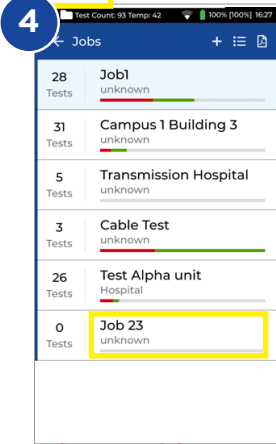 4
Test Count: 93 Temp: 42 100% [100%] 16:27
← Jobs +
28 Tests
Job1
unknown
31 Tests
Campus 1 Building 3
unknown
5 Tests
Transmission Hospital
unknown
3 Tests
Cable Test
unknown
26 Tests
Test Alpha unit
Hospital
0 Tests
Job 23
unknown